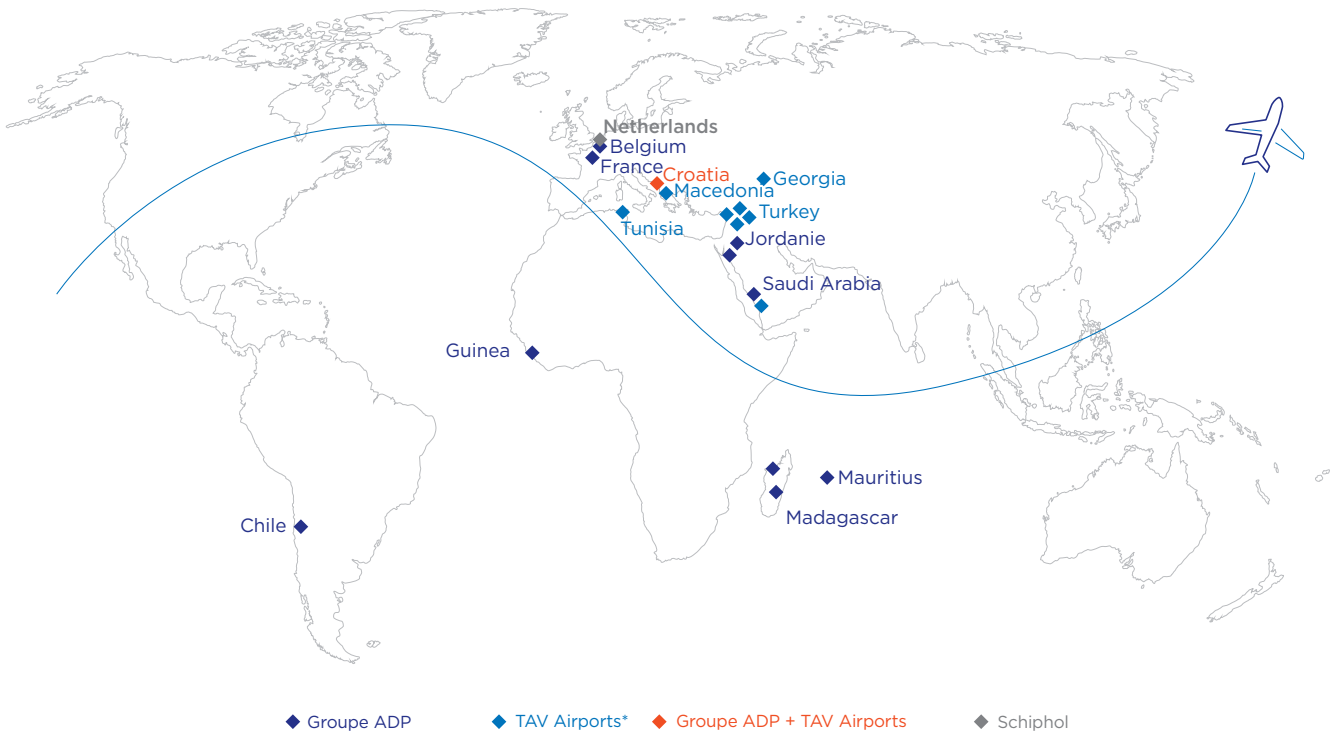 Netherlands
Belgium
France
Croatia
Macedonia
Georgia
Turkey
Tunisia
Jordanie
Saudi Arabia
Guinea
Mauritius
Madagascar
Chile
Groupe ADP
TAV Airports*
Groupe ADP + TAV Airports
Schiphol